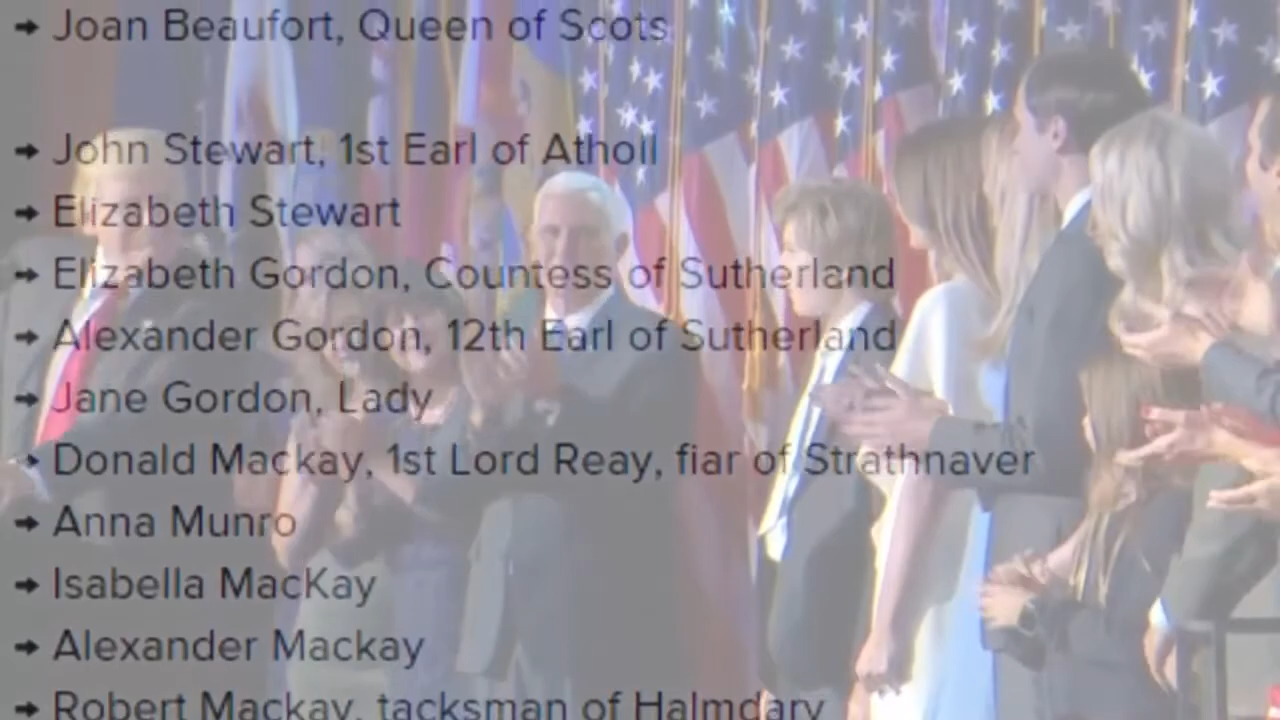 → Joan Beaufort, Queen of Scots
→ John Stewart, 1st Earl of Atholl
→ Elizabeth Stewart
→ Elizabeth Gordon, Countess of Sutherland
→ Alexander Gordon, 12th Earl of Sutherland
→ Jane Gordon, Lady
→ Donald Mackay, 1st Lord Reay, fiar of Strathnaver
→ Anna Munro
→ Isabella MacKay
→ Alexander Mackay
→ Robert Mackay, tacksman of Halmdary